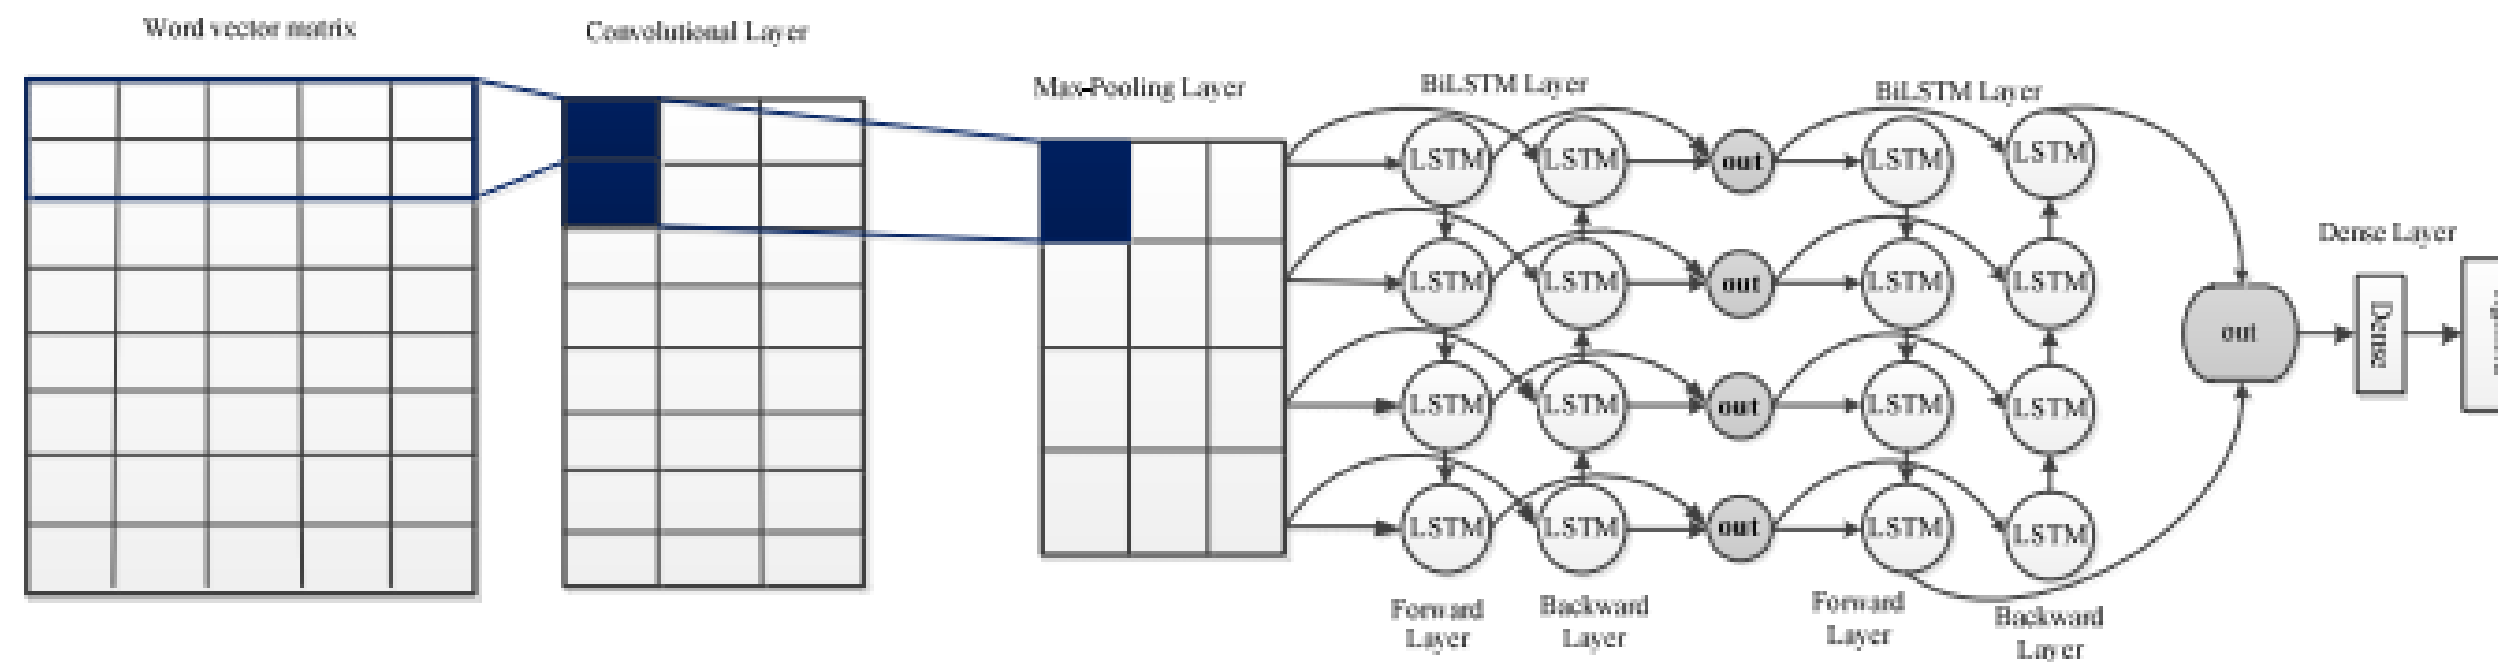 Word vector matrix
Convolutional Layer
Max-Pooling Layer
BiLSTM Layer
BiLSTM Layer
LSTM
LSTM
out
LSTM
LSTM
LSTM
LSTM
out
LSTM
LSTM
LSTM
LSTM
out
LSTM
LSTM
LSTM
LSTM
out
LSTM
LSTM
Forward
Layer
Backward
Layer
Forward
Layer
Backward
Layer
out
Dense Layer
Dense